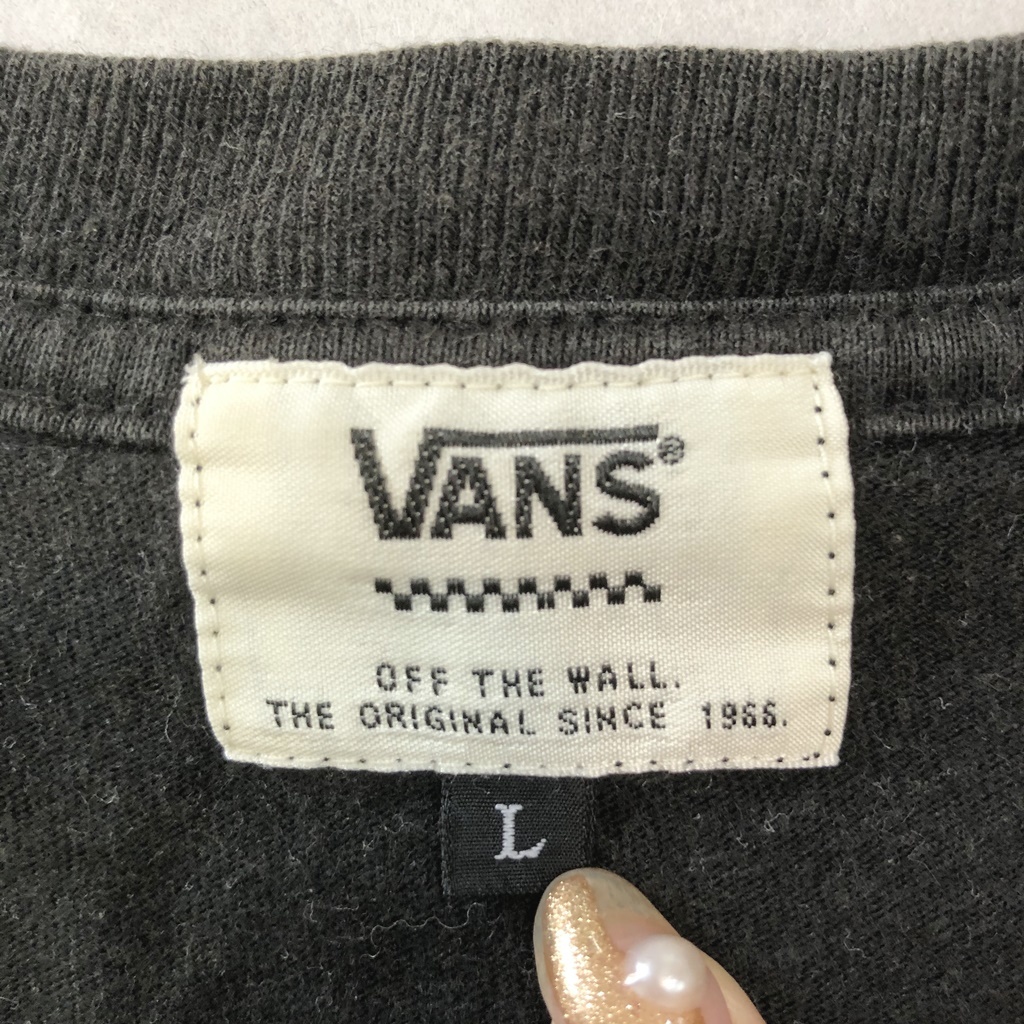 VANS®
OFF THE WALL.
THE ORIGINAL SINCE 1966.
L